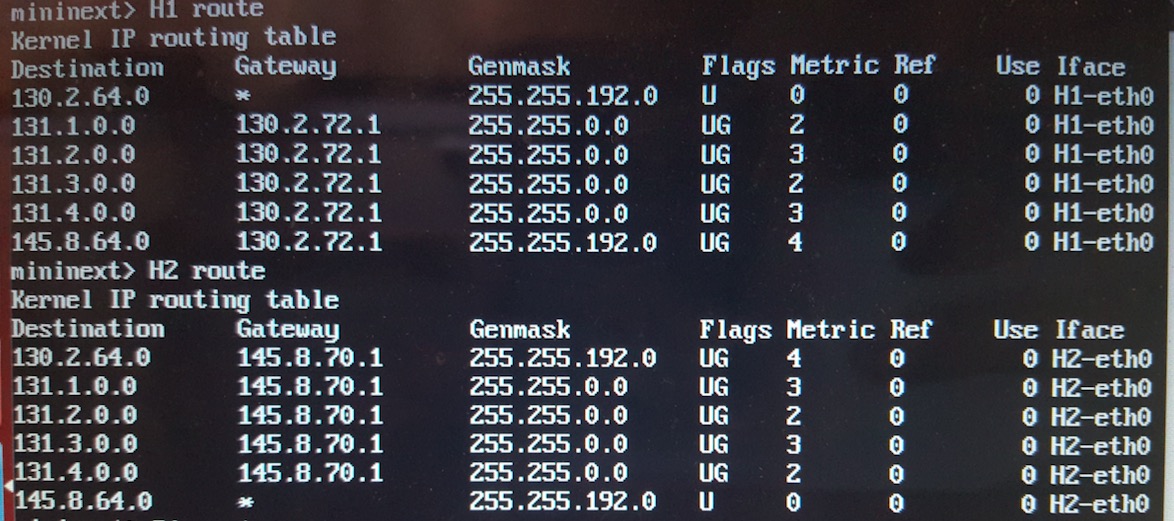 mininext> H1 route
Kernel IP routing table
Destination Gateway Genmask Flags Metric Ref Use Iface
130.2.64.0 * 255.255.192.0 U 0 0 0 H1-eth0
131.1.0.0 130.2.72.1 255.255.0.0 UG 2 0 0 H1-eth0
131.2.0.0 130.2.72.1 255.255.0.0 UG 3 0 0 H1-eth0
131.3.0.0 130.2.72.1 255.255.0.0 UG 2 0 0 H1-eth0
131.4.0.0 130.2.72.1 255.255.0.0 UG 3 0 0 H1-eth0
145.8.64.0 130.2.72.1 255.255.192.0 UG 4 0 0 H1-eth0
mininext> H2 route
Kernel IP routing table
Destination Gateway Genmask Flags Metric Ref Use Iface
130.2.64.0 145.8.70.1 255.255.192.0 UG 4 0 0 H2-eth0
131.1.0.0 145.8.70.1 255.255.0.0 UG 3 0 0 H2-eth0
131.2.0.0 145.8.70.1 255.255.0.0 UG 2 0 0 H2-eth0
131.3.0.0 145.8.70.1 255.255.0.0 UG 3 0 0 H2-eth0
131.4.0.0 145.8.70.1 255.255.0.0 UG 2 0 0 H2-eth0
145.8.64.0 * 255.255.192.0 U 0 0 0 H2-eth0